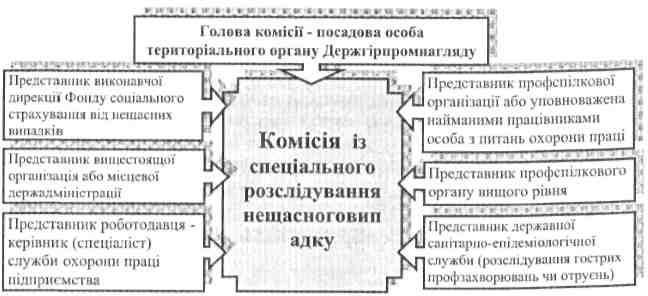 Голова комісії - посадова особа
територіального органу Держгірпромнагляду
Представник виконавчої
дирекції Фонду соціального
страхування від нещасних
випадків
Представник вищестоящої
організація або місцевої
держадміністрації
Представник роботодавця -
керівник (спеціаліст)
служби охорони праці
підприємства
Комісія із
спеціального
розслідування
нещасноговип
адку
Представник профспілкової
організації або уповноважена
найманими працівниками
особа з питань охорони праці
Представник профспілкового
органу вищого рівня
Представник державної
санітарно-епідеміологічної
служби (розслідування гострих
профзахворювань чи отруєнь)